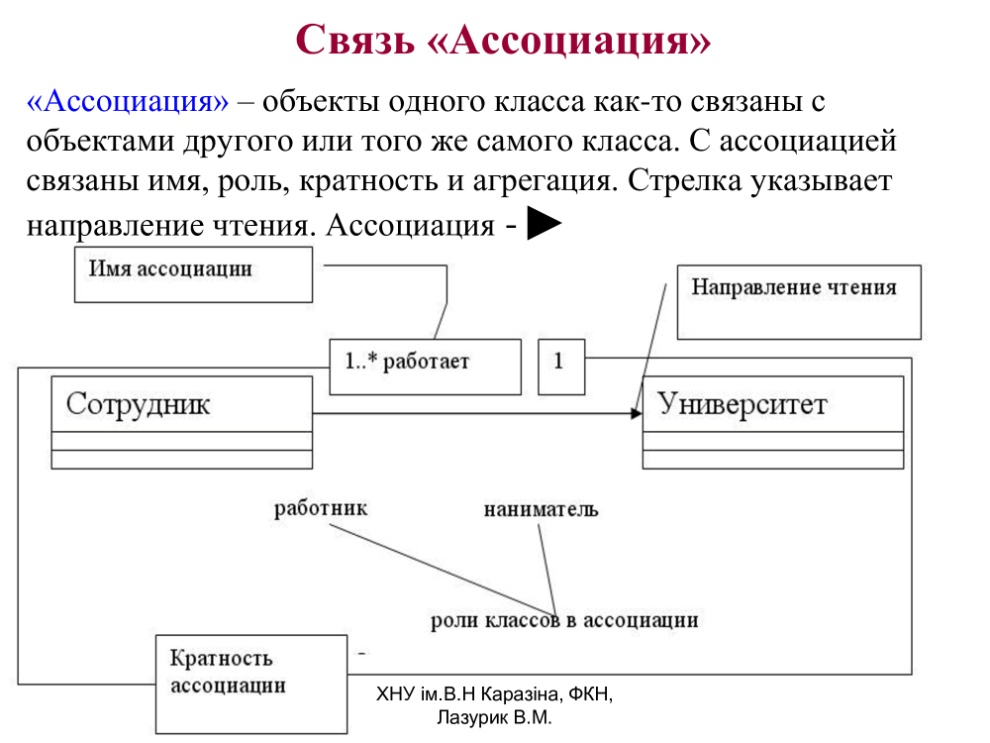 Связь «Ассоциация»
«Ассоциация» – объекты одного класса как-то связаны с
объектами другого или того же самого класса. С ассоциацией
связаны имя, роль, кратность и агрегация. Стрелка указывает
направление чтения. Ассоциация -
Имя ассоциации
Направление чтения
1..* работает
1
Сотрудник
Университет
работник
наниматель
роли классов в ассоциации
Кратность
ассоциации
ХНУ ім.В.Н Каразіна, ФКН,
Лазурик В.М.